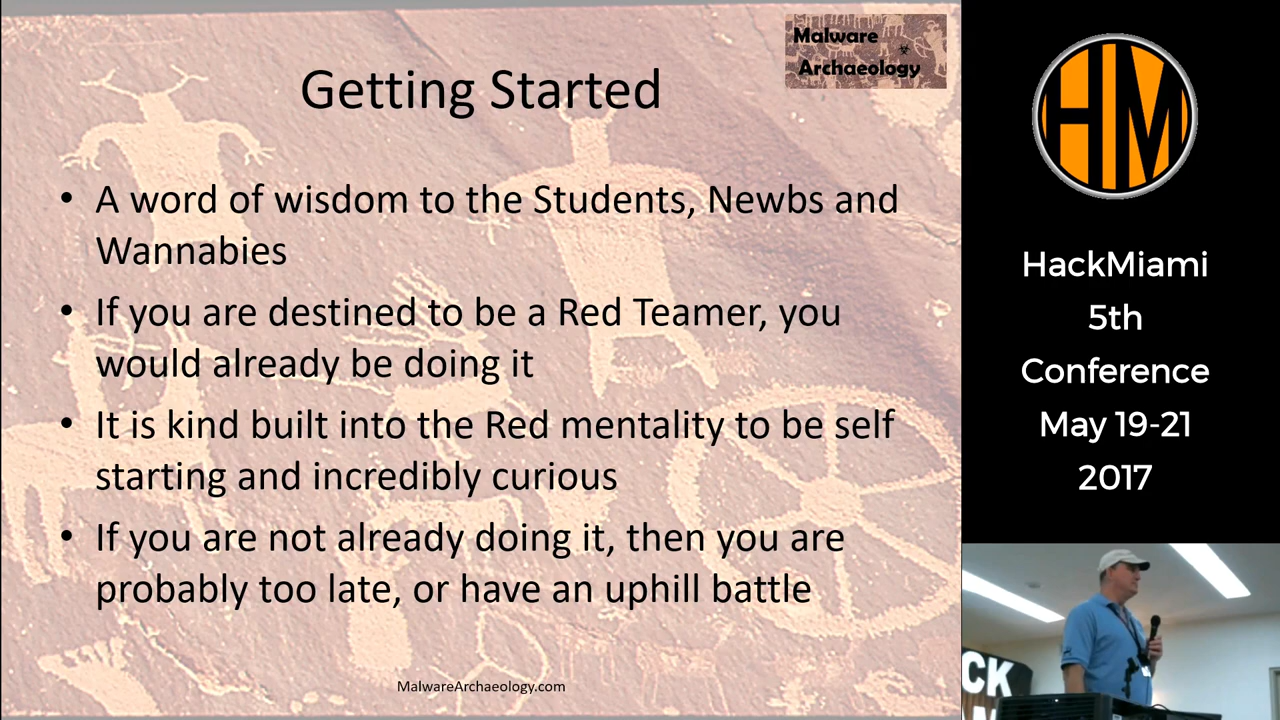 Malware
Archaeology
Getting Started
• A word of wisdom to the Students, Newbs and
Wannabies
• If you are destined to be a Red Teamer, you
would already be doing it
• It is kind built into the Red mentality to be self
starting and incredibly curious
• If you are not already doing it, then you are
probably too late, or have an uphill battle
MalwareArchaeology.com
HM
HackMiami
5th
Conference
May 19-21
2017
CK